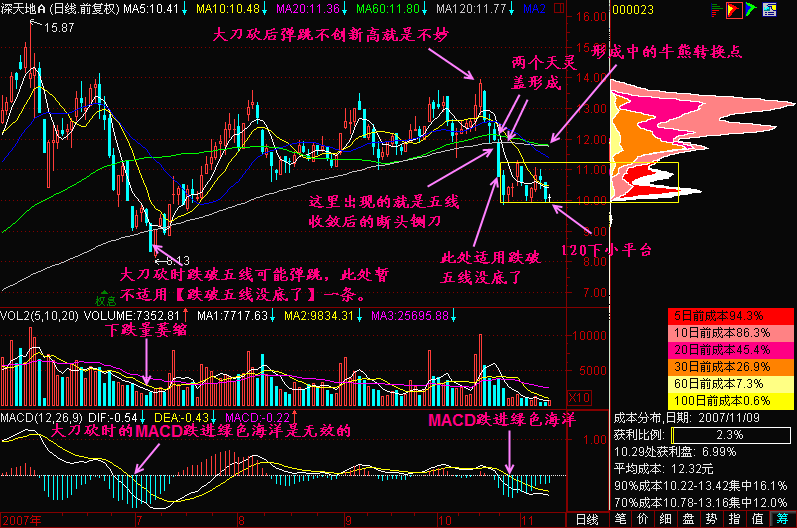 深天地A (日线.前复权) MA5:10.41↓ MA10:10.48↓ MA20:11.36↓ MA60:11.80↓ MA120:11.77↓ MA2
000023
15.87
大刀砍后弹跳不创新高就是不妙
两个天灵
盖形成
形成中的牛熊转换点
16.00
15.00
14.00
13.00
12.00
11.00
10.00
9.00
8.00
7.00
这里出现的就是五线
收敛后的断头铡刀
此处适用跌破
五线没底了
120下小平台
6.13
大刀砍时跌破五线可能弹跳，此处暂
不适用【跌破五线没底了】一条。
权息
VOL2(5,10,20) VOLUME:7352.81↑ MA1:7717.63↓ MA2:9834.31↓ MA3:25695.88↓
下跌量萎缩
10000
5000
X10
MACD(12,26,9) DIF:-0.54↓ DEA:-0.43↓ MACD:-0.22↑
大刀砍时的MACD跌进绿色海洋是无效的
MACD跌进绿色海洋
1.00
5日前成本94.3%
10日前成本86.3%
20日前成本45.4%
30日前成本26.9%
60日前成本7.3%
100日前成本0.6%
成本分布,日期: 2007/11/09
获利比例: 2.3%
10.29处获利盘: 6.99%
平均成本: 12.32元
90%成本10.22-13.42集中16.1%
70%成本10.78-13.16集中12.0%
2007年 7 8 9 10 11 日线
笔 价 细 盘 势 指 值 筹